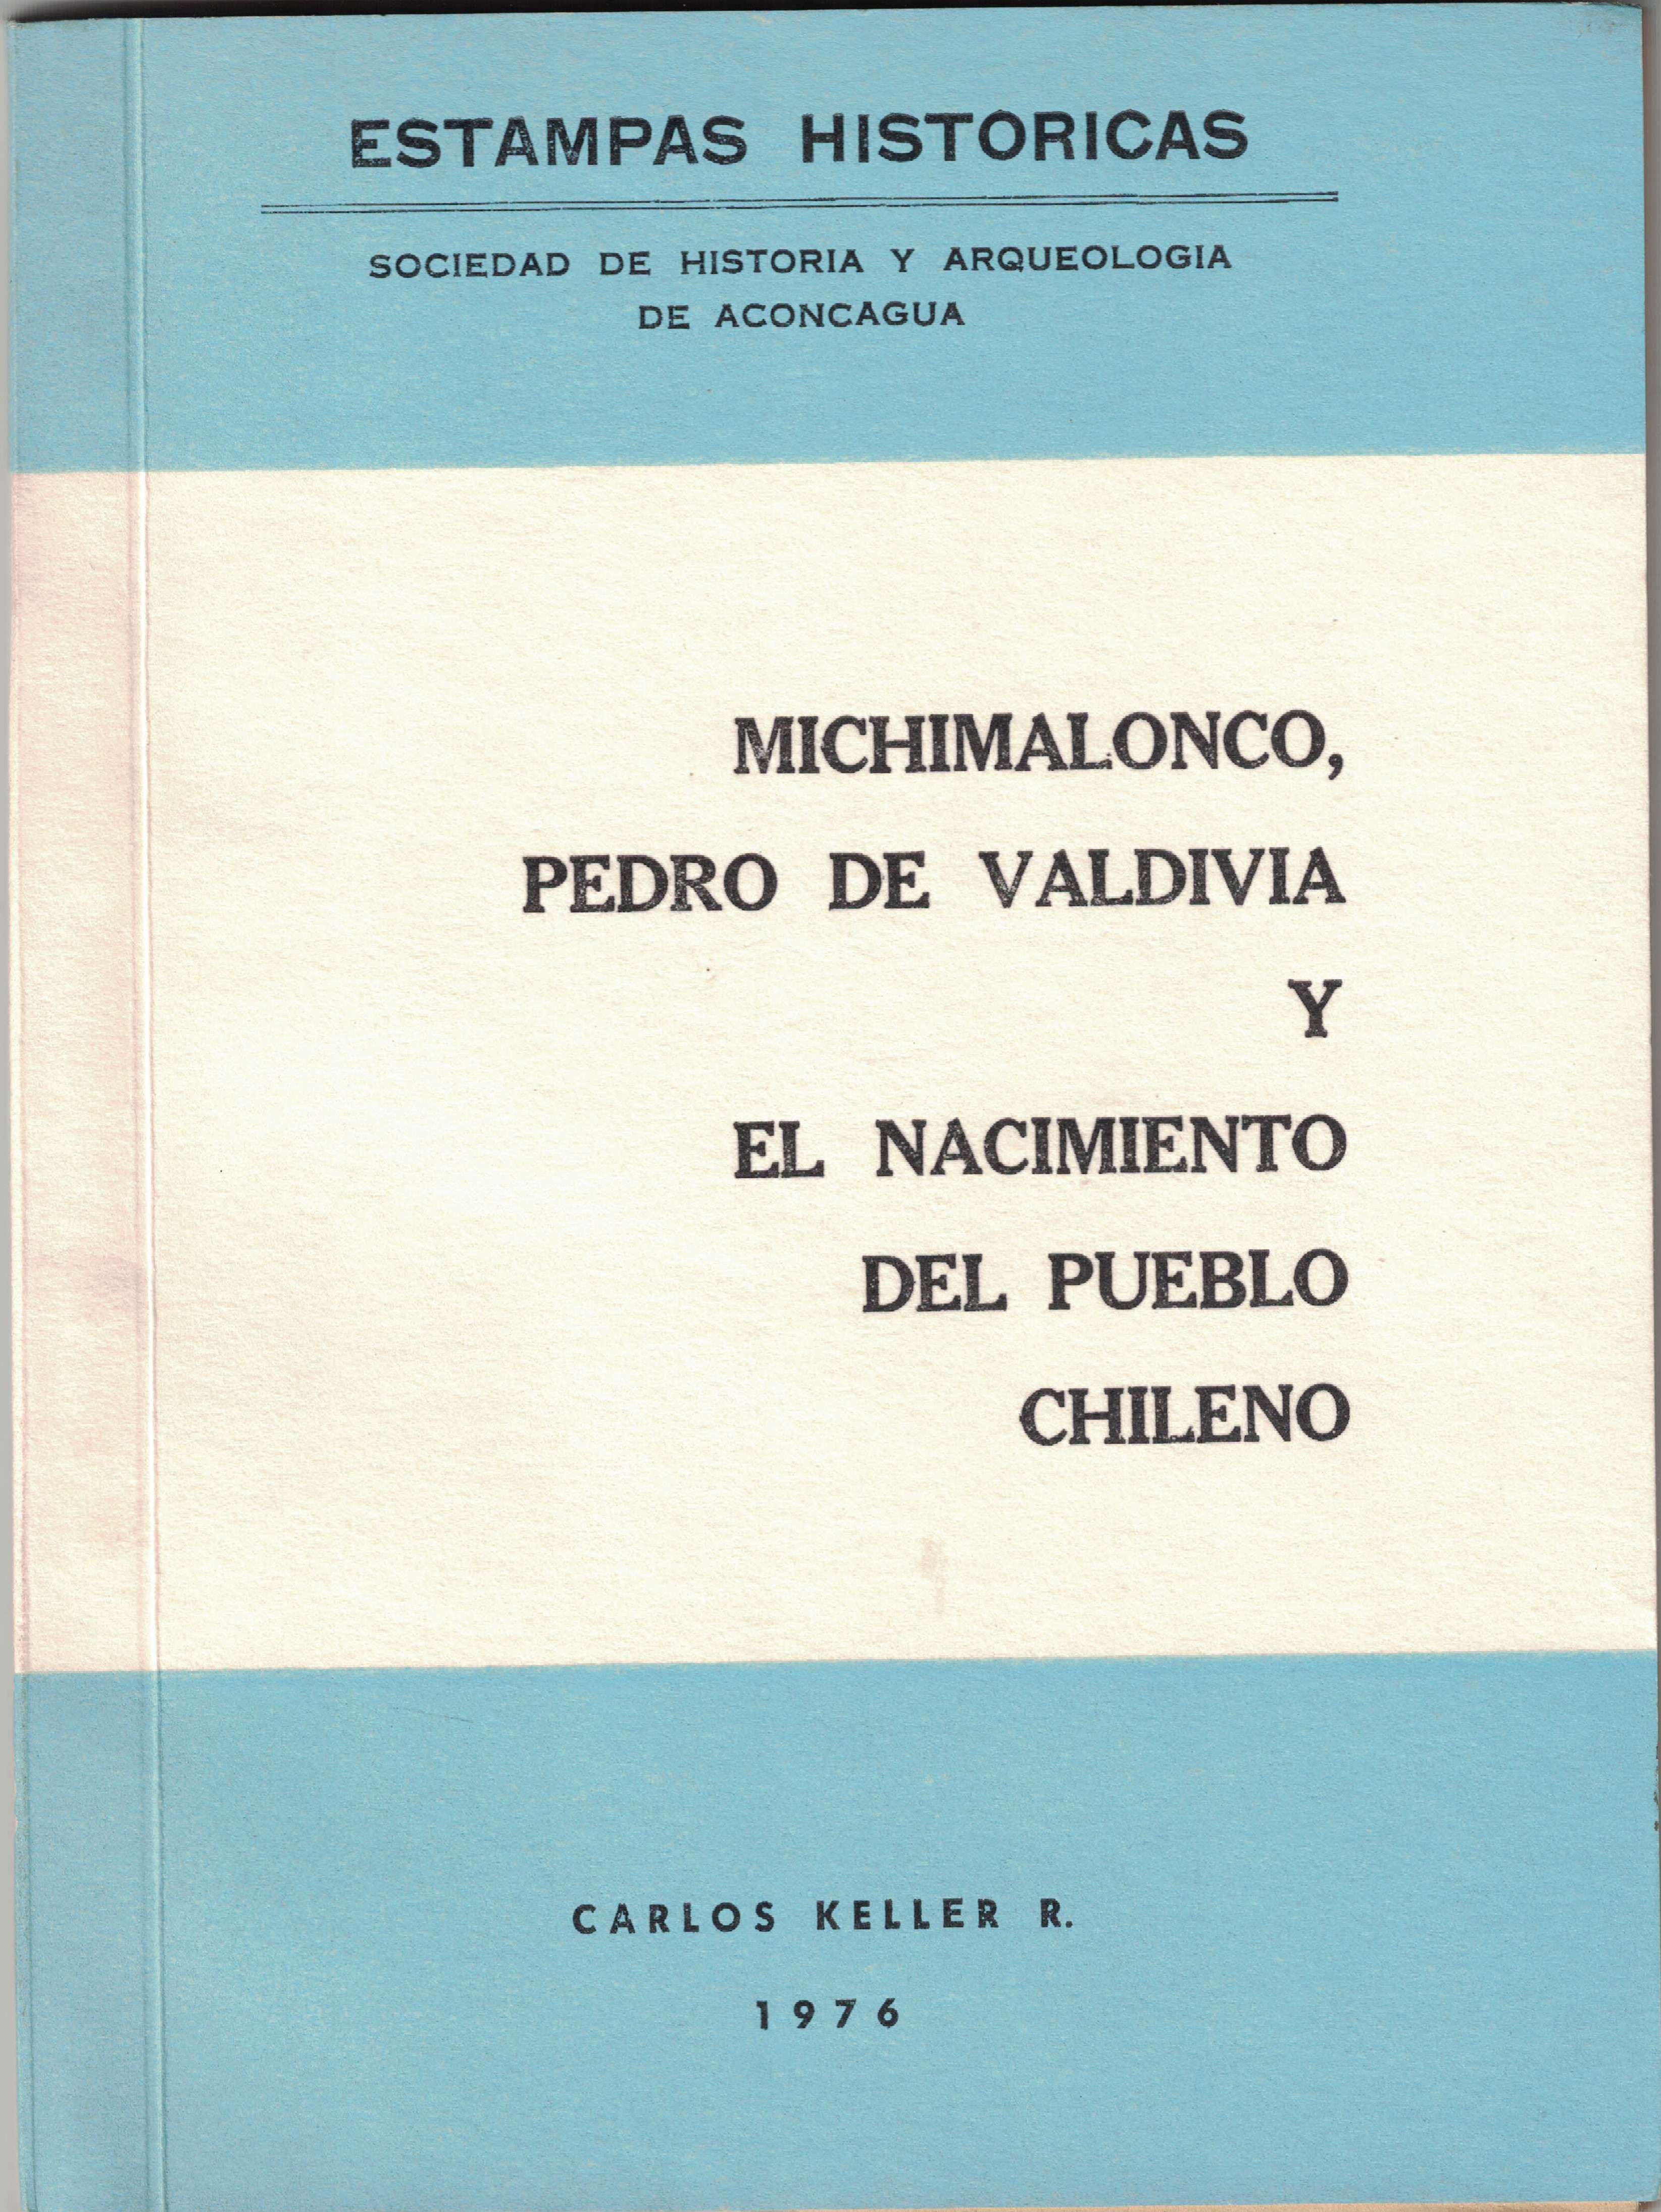 ESTAMPAS HISTORICAS
SOCIEDAD DE HISTORIA Y ARQUEOLOGIA
DE ACONCAGUA
MICHIMALONCO,
PEDRO DE VALDIVIA
Y
EL NACIMIENTO
DEL PUEBLO
CHILENO
CARLOS KELLER R.
1976